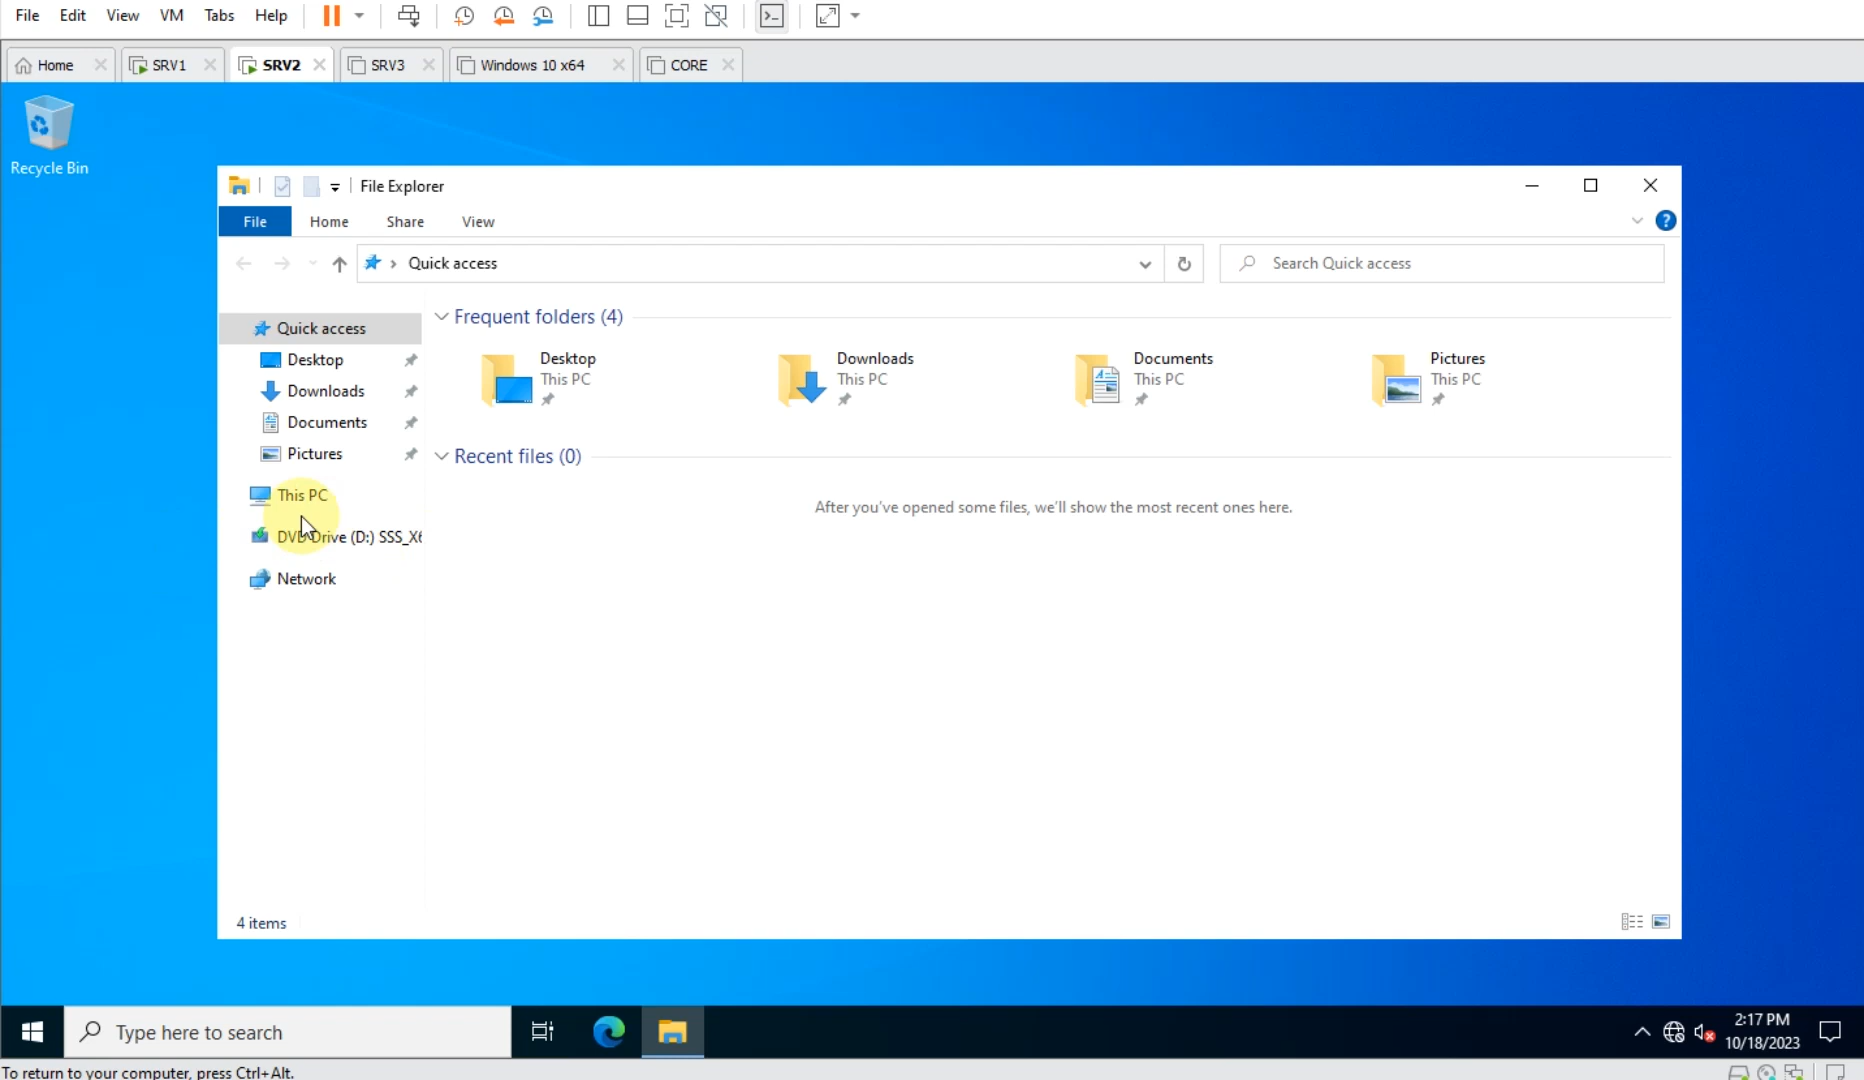 File Edit View VM Tabs Help
Home SRV1 SRV2 SRV3 Windows 10 x64 CORE
Recycle Bin
File Explorer
File Home Share View
Quick access
Search Quick access
Quick access
Desktop
Downloads
Documents
Pictures
This PC
DVD Drive (D:) SSS_X6
Network
Frequent folders (4)
Desktop
This PC
Downloads
This PC
Documents
This PC
Pictures
This PC
Recent files (0)
After you've opened some files, we'll show the most recent ones here.
4 items
Type here to search
2:17 PM
10/18/2023
To return to your computer, press Ctrl+Alt.